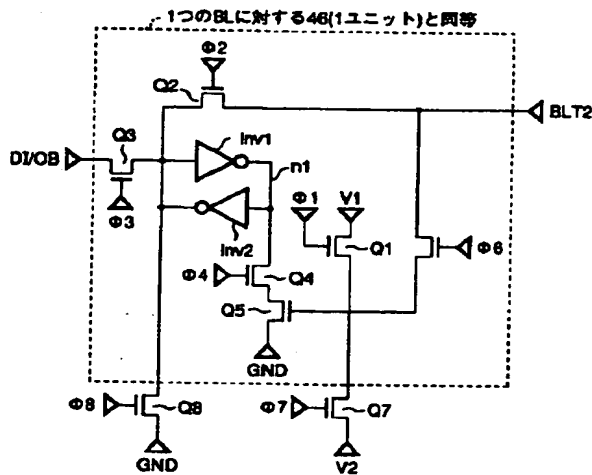 1つのBLに対する46(1ユニット)と同等
Φ2
Q2
BLT2
Q3
Inv1
DI/OB
n1
Φ1
V1
Φ3
Inv2
Q1
Φ6
Φ4
Q4
Q5
GND
Φ8
Q8
Φ7
Q7
GND
V2